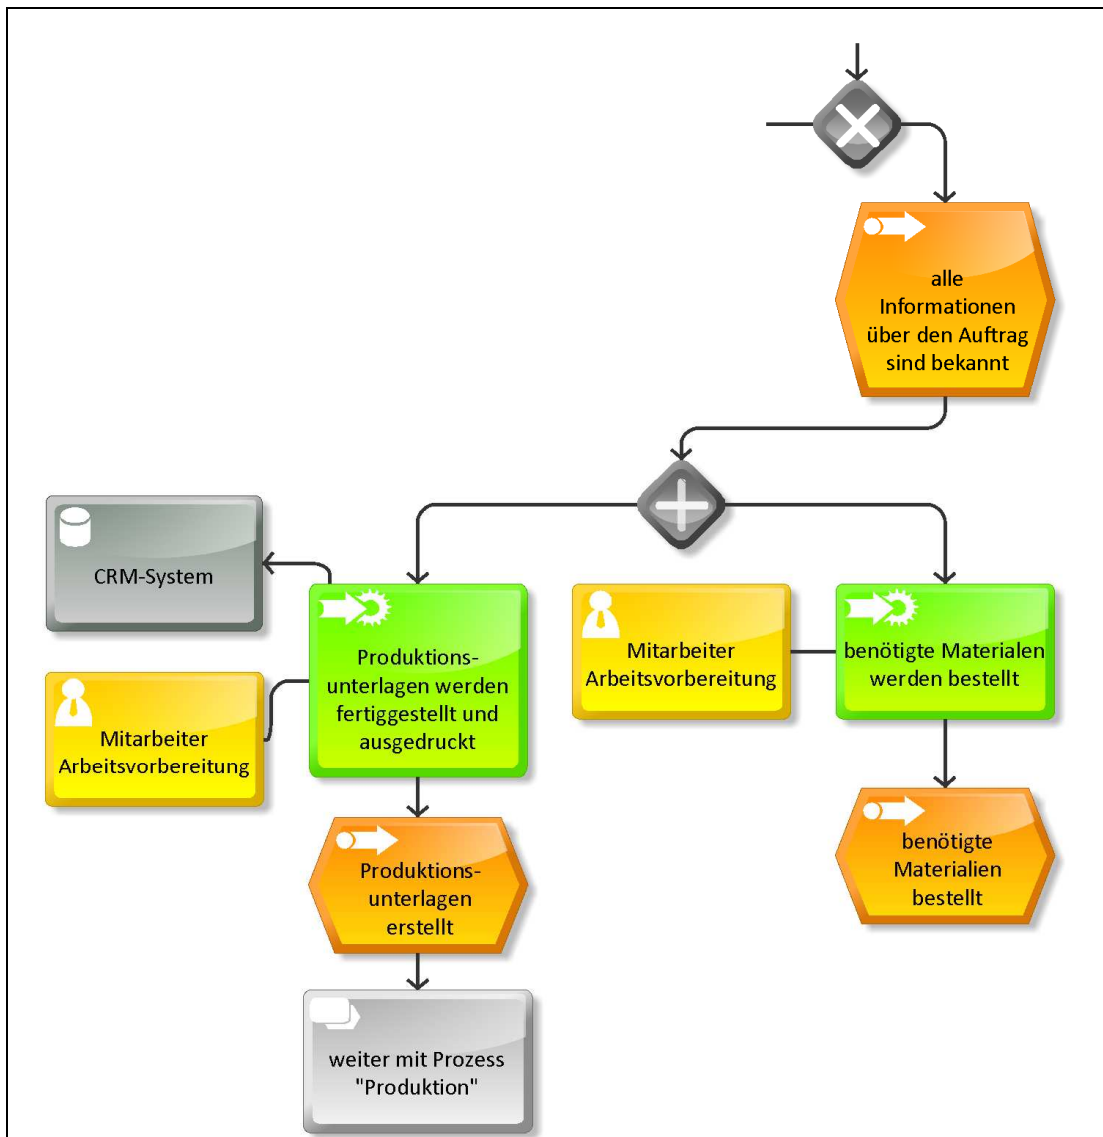 alle
Informationen
über den Auftrag
sind bekannt
CRM-System
Mitarbeiter
Arbeitsvorbereitung
Produktions-
unterlagen werden
fertiggestellt und
ausgedruckt
Mitarbeiter
Arbeitsvorbereitung
benötigte Materialen
werden bestellt
Produktions-
unterlagen
erstellt
benötigte
Materialien
bestellt
weiter mit Prozess
"Produktion"